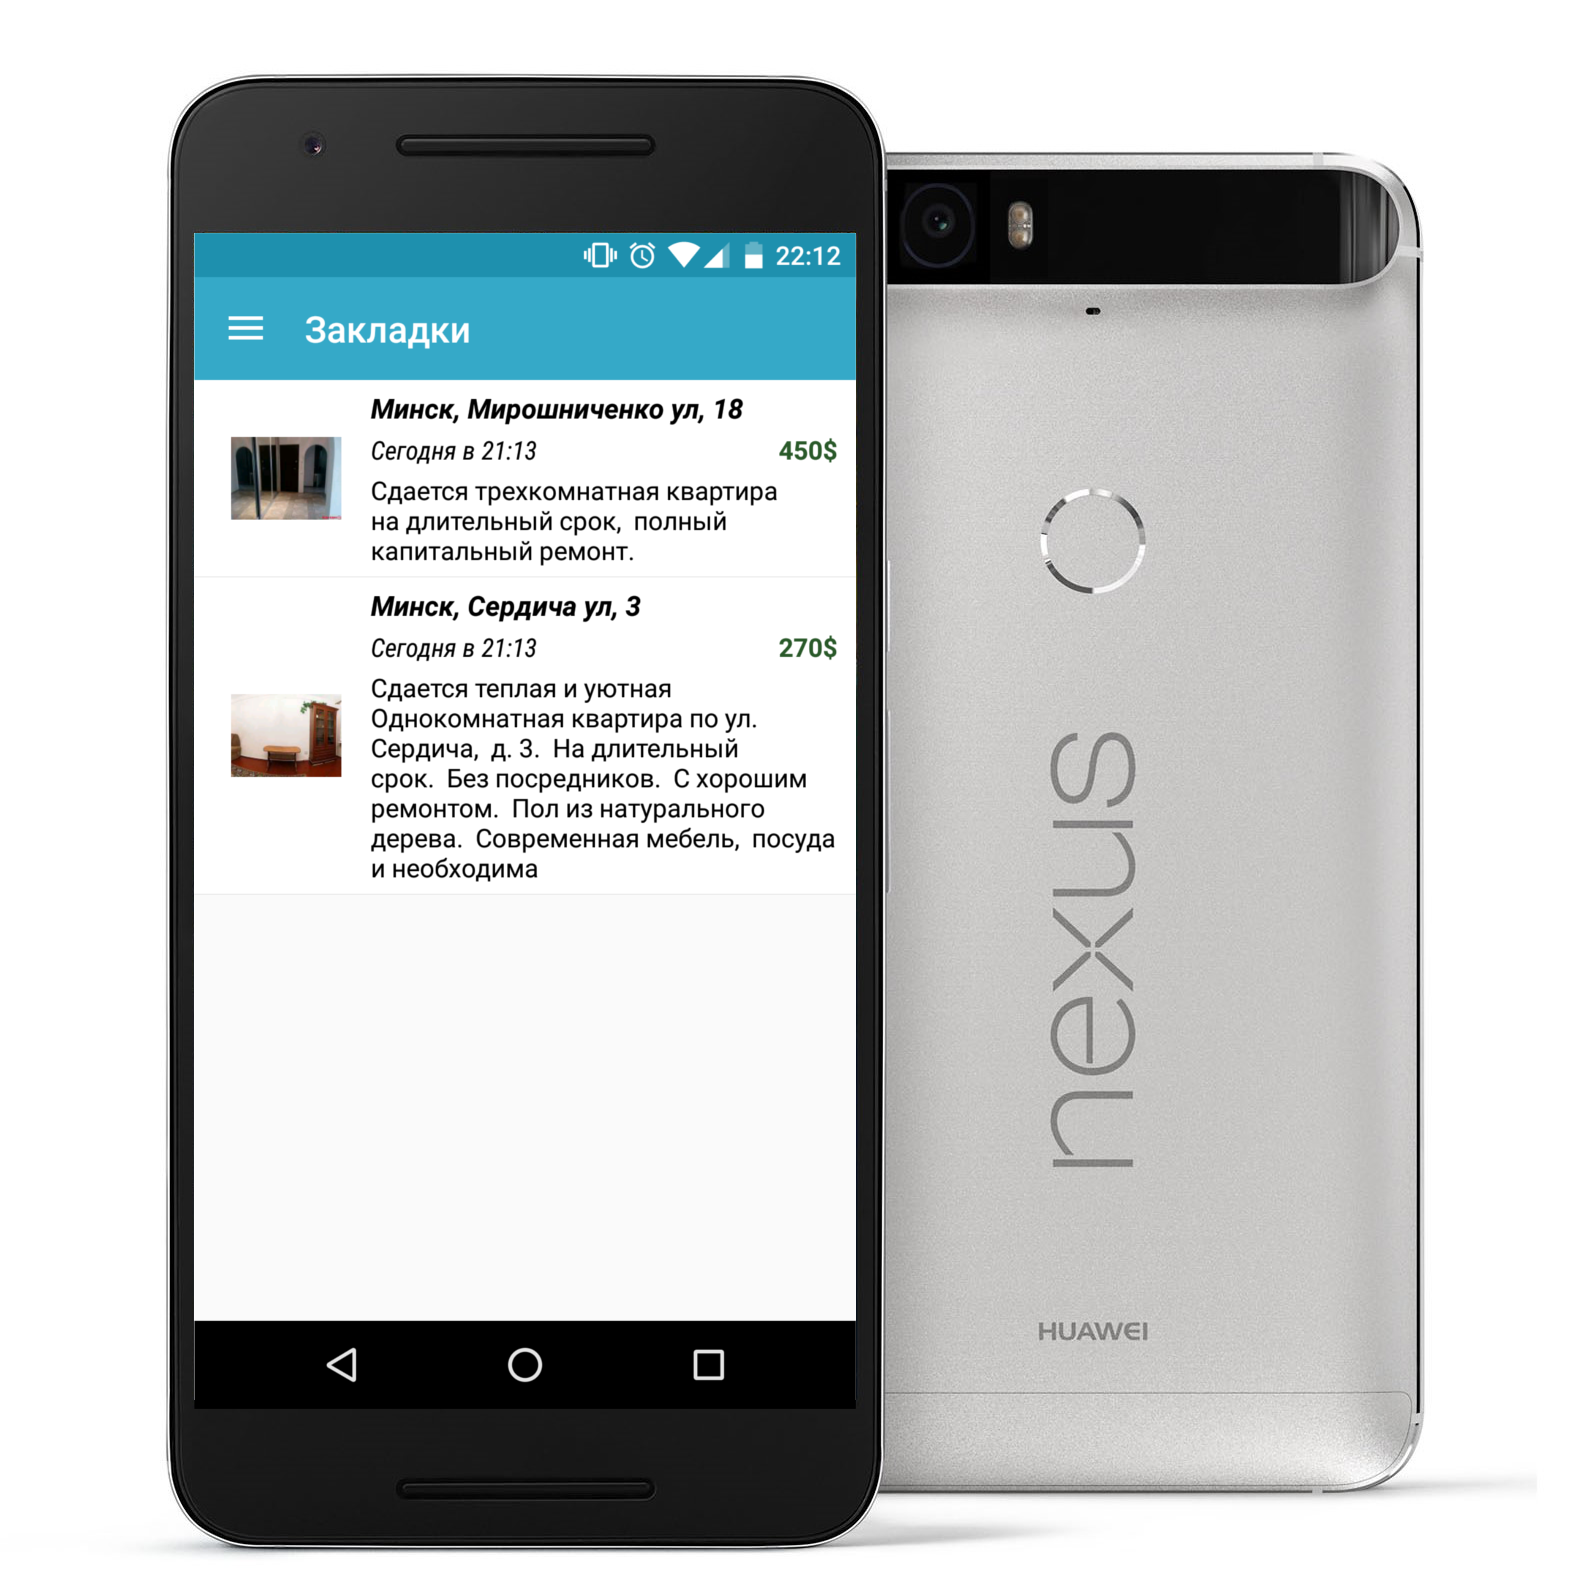 22:12
Закладки
Минск, Мирошниченко ул, 18
Сегодня в 21:13 450$
Сдается трехкомнатная квартира
на длительный срок, полный
капитальный ремонт.
Минск, Сердича ул, 3
Сегодня в 21:13 270$
Сдается теплая и уютная
Однокомнатная квартира по ул.
Сердича, д. 3. На длительный
срок. Без посредников. С хорошим
ремонтом. Пол из натурального
дерева. Современная мебель, посуда
и необходима
nexus
HUAWEI